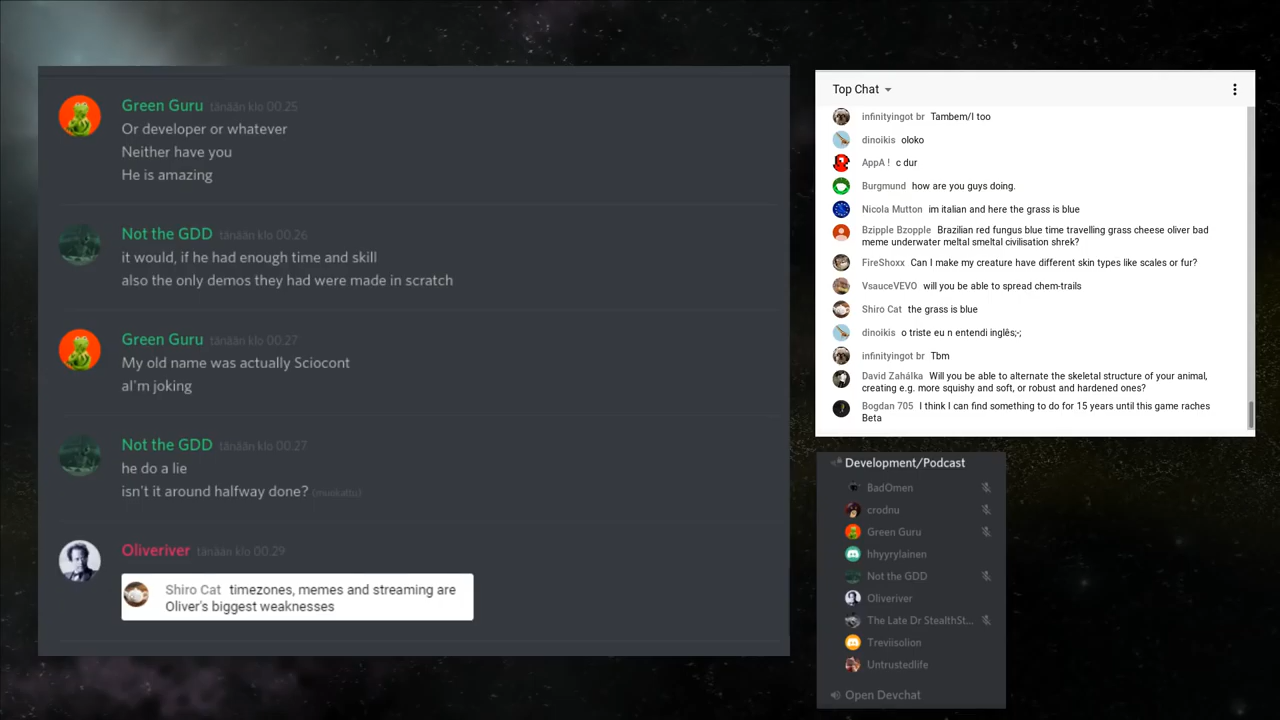 Green Guru tänään klo 00.25
Or developer or whatever
Neither have you
He is amazing
Not the GDD tänään klo 00.26
it would, if he had enough time and skill
also the only demos they had were made in scratch
Green Guru tänään klo 00.27
My old name was actually Sciocont
aI'm joking
Not the GDD tänään klo 00.27
he do a lie
isn't it around halfway done? (muokattu)
Oliveriver tänään klo 00.29
Shiro Cat timezones, memes and streaming are
Oliver's biggest weaknesses
Top Chat
infinityingot br Tambem/I too
dinoikis oloko
AppA ! c dur
Burgmund how are you guys doing.
Nicola Mutton im italian and here the grass is blue
Bzipple Bzopple Brazilian red fungus blue time travelling grass cheese oliver bad
meme underwater meltal smeltal civilisation shrek?
FireShoxx Can I make my creature have different skin types like scales or fur?
VsauceVEVO will you be able to spread chem-trails
Shiro Cat the grass is blue
dinoikis o triste eu n entendi inglês;-;
infinityingot br Tbm
David Zahálka Will you be able to alternate the skeletal structure of your animal,
creating e.g. more squishy and soft, or robust and hardened ones?
Bogdan 705 I think I can find something to do for 15 years until this game raches
Beta
Development/Podcast
BadOmen
crodnu
Green Guru
hhyyrylainen
Not the GDD
Oliveriver
The Late Dr StealthSt...
Treviisolion
Untrustedlife
Open Devchat